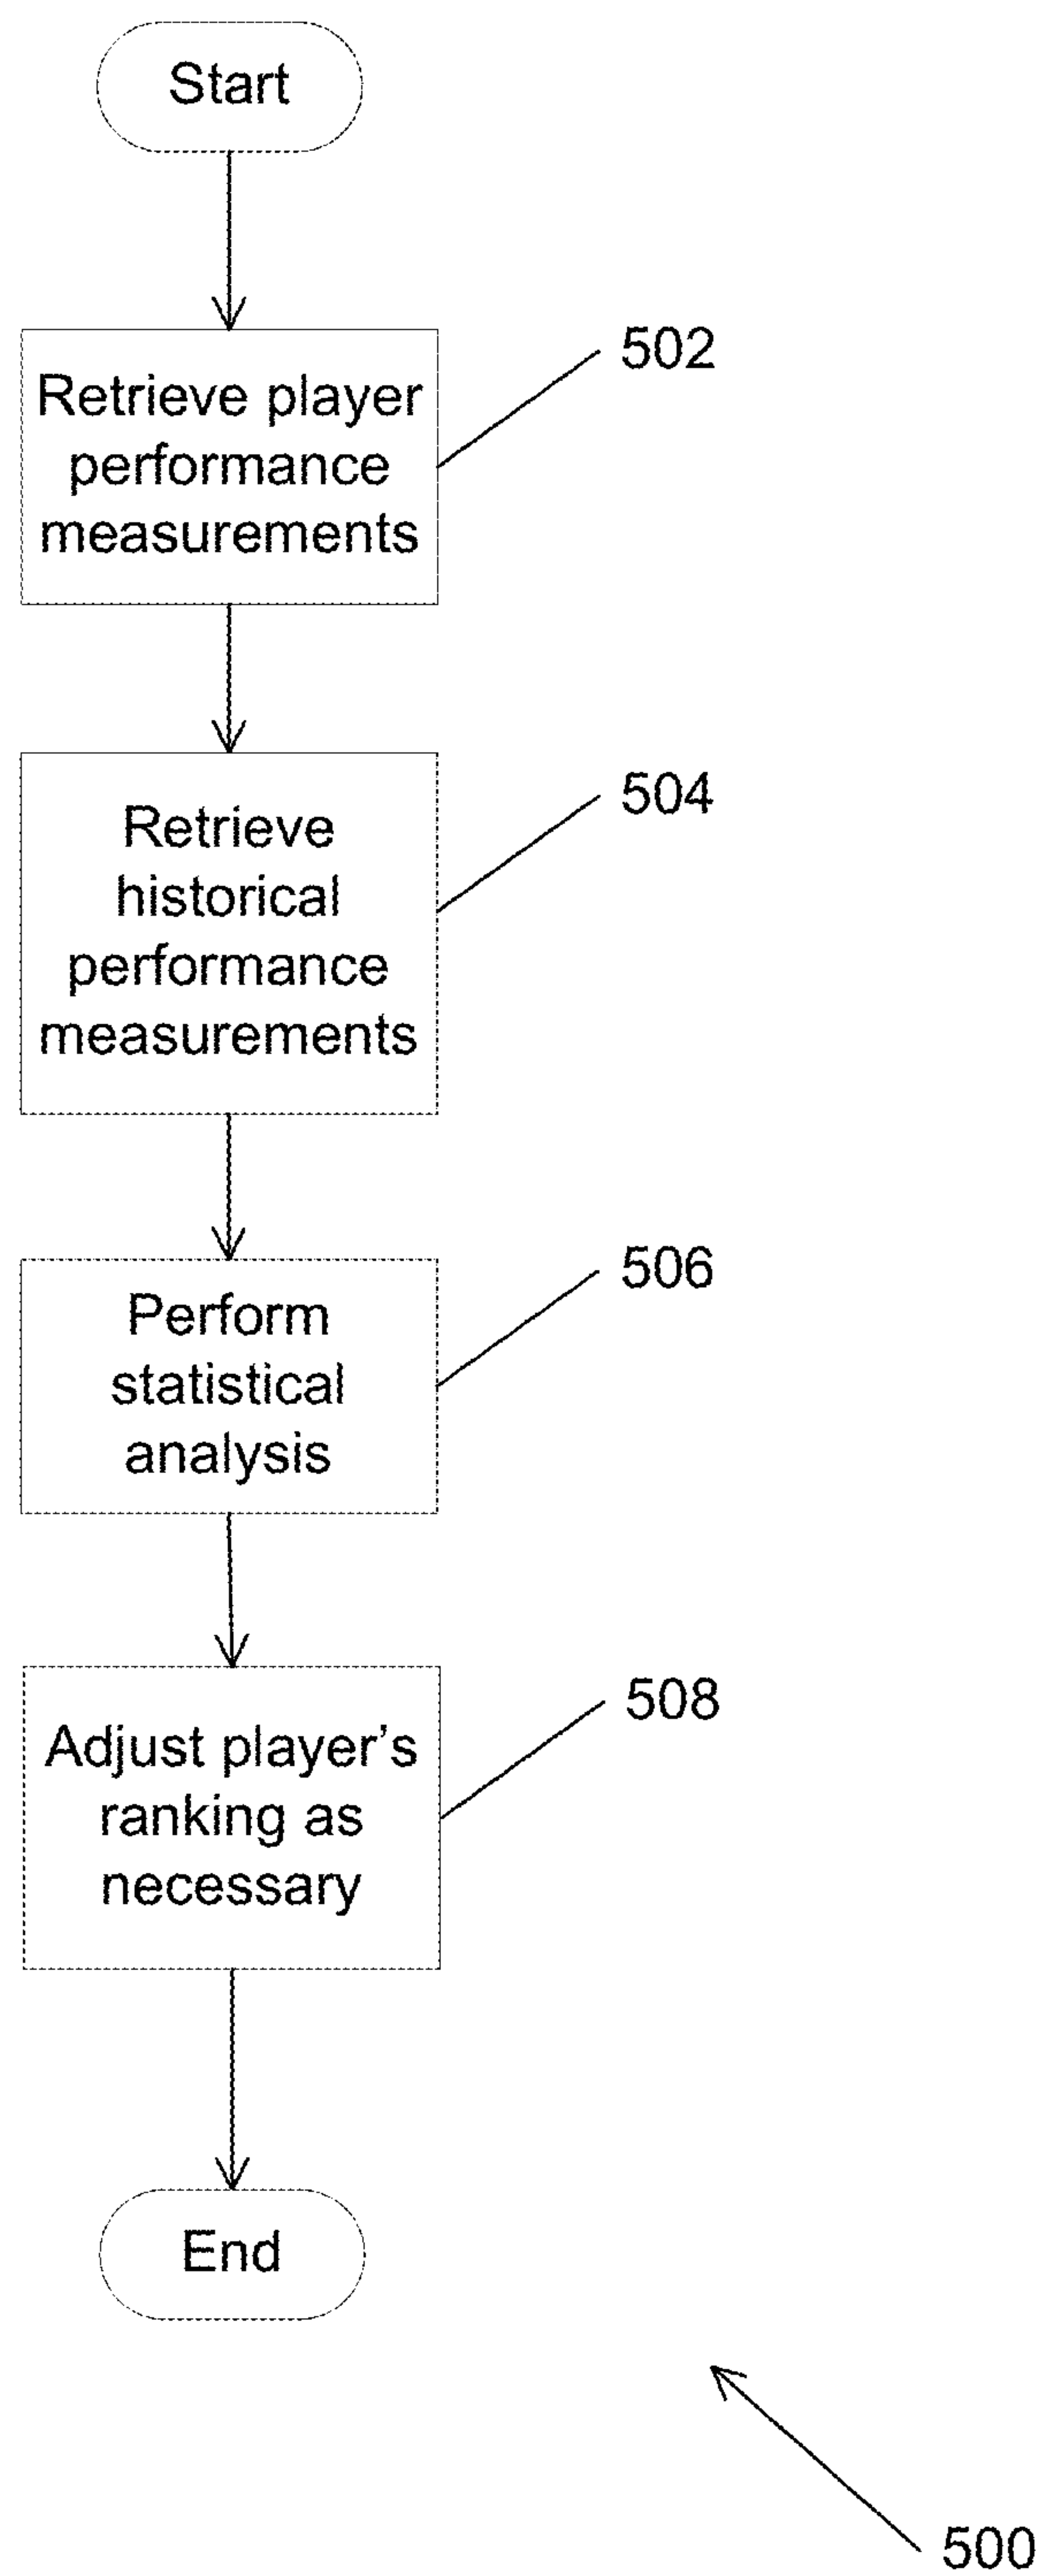 Start
502
Retrieve player
performance
measurements
504
Retrieve
historical
performance
measurements
506
Perform
statistical
analysis
508
Adjust player’s
ranking as
necessary
End
500